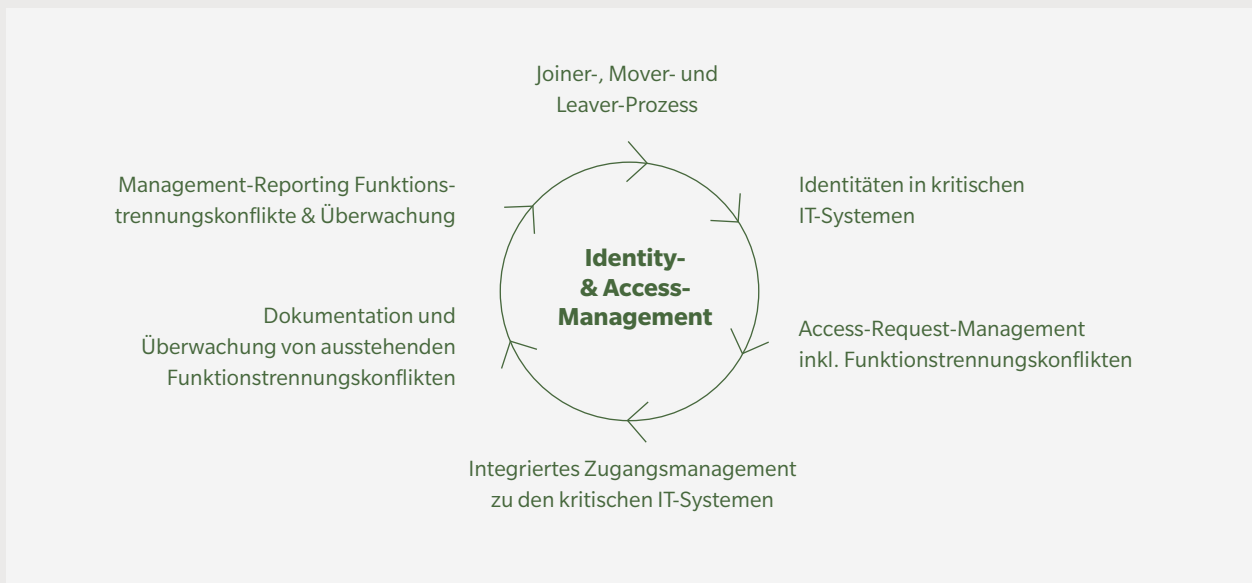 Joiner-, Mover- und
Leaver-Prozess
Management-Reporting Funktions-
trennungskonflikte & Überwachung
Identitäten in kritischen
IT-Systemen
Identity-
& Access-
Management
Dokumentation und
Überwachung von ausstehenden
Funktionstrennungskonflikten
Access-Request-Management
inkl. Funktionstrennungskonflikten
Integriertes Zugangsmanagement
zu den kritischen IT-Systemen